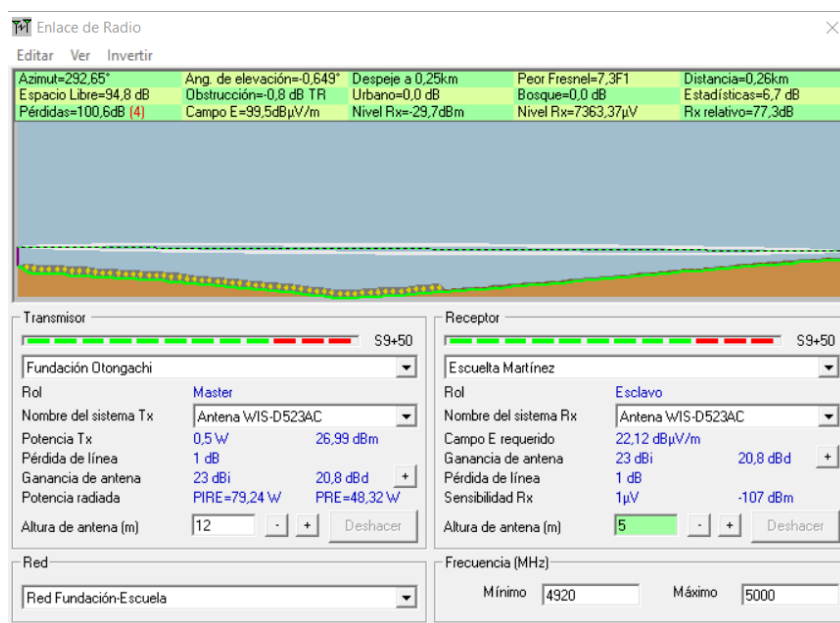 Enlace de Radio
Editar Ver Invertir
Azimut=292,65° Ang. de elevación=-0,649° Despeje a 0,25km Peor Fresnel=7,3F1 Distancia=0,26km
Espacio Libre=94,8 dB Obstrucción=-0,8 dB TR Urbano=0,0 dB Bosque=0,0 dB Estadísticas=6,7 dB
Pérdidas=100,6dB (4) Campo E=99,5dBµV/m Nivel Rx=-29,7dBm Nivel Rx=7363,37µV Rx relativo=77,3dB
Transmisor
S9+50
Fundación Otongachi
Rol Master
Nombre del sistema Tx Antena WIS-D523AC
Potencia Tx 0,5 W 26,99 dBm
Pérdida de línea 1 dB
Ganancia de antena 23 dBi 20,8 dBd +
Potencia radiada PIRE=79,24 W PRE=48,32 W
Altura de antena (m) 12 - + Deshacer
Receptor
S9+50
Escuelta Martínez
Rol Esclavo
Nombre del sistema Rx Antena WIS-D523AC
Campo E requerido 22,12 dBµV/m
Ganancia de antena 23 dBi 20,8 dBd +
Pérdida de línea 1 dB
Sensibilidad Rx 1µV -107 dBm
Altura de antena (m) 5 - + Deshacer
Red
Red Fundación-Escuela
Frecuencia (MHz)
Mínimo 4920 Máximo 5000